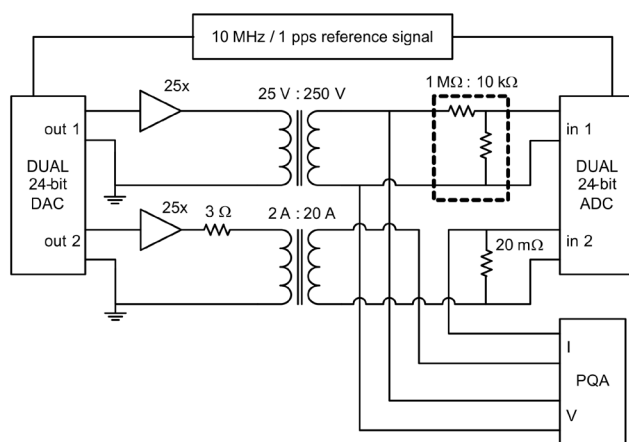 10 MHz / 1 pps reference signal
25x
25 V : 250 V
1 MΩ : 10 kΩ
out 1
in 1
DUAL
24-bit
DAC
DUAL
24-bit
ADC
25x
3 Ω
2 A : 20 A
out 2
in 2
20 mΩ
I
PQA
V